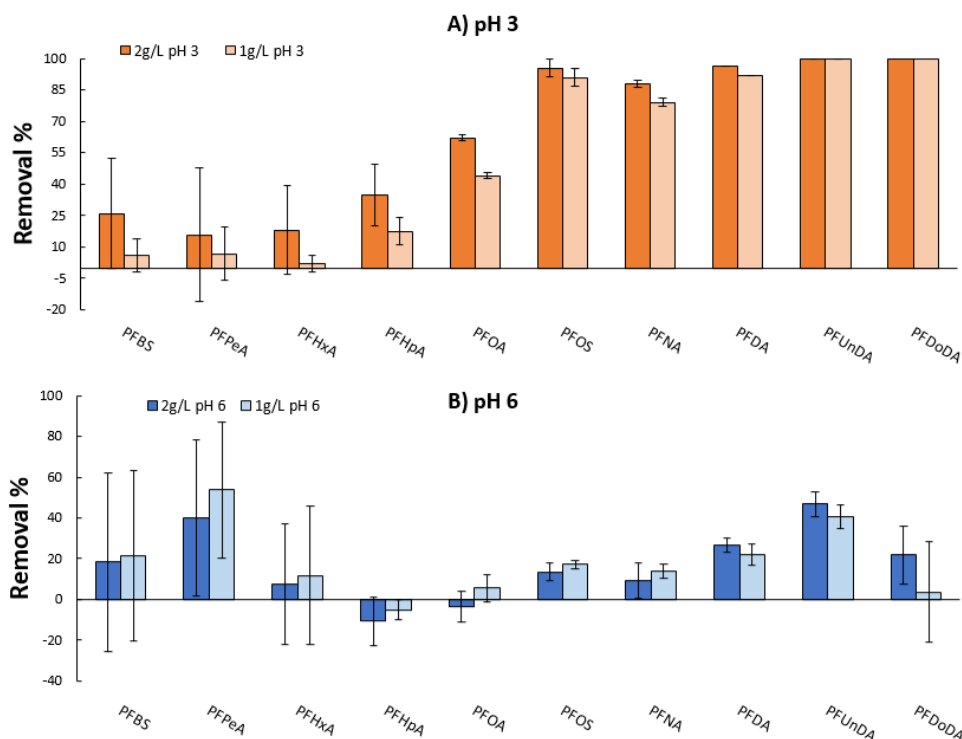 A) pH 3
2g/L pH 3 1g/L pH 3
Removal %
100
85
70
55
40
25
10
-5
-20
PFBS PFPeA PFHxA PFHpA PFOA PFOS PFNA PFDA PFUnDA PFDoDA
B) pH 6
2g/L pH 6 1g/L pH 6
Removal %
100
80
60
40
20
0
-20
-40
PFBS PFPeA PFHxA PFHpA PFOA PFOS PFNA PFDA PFUnDA PFDoDA